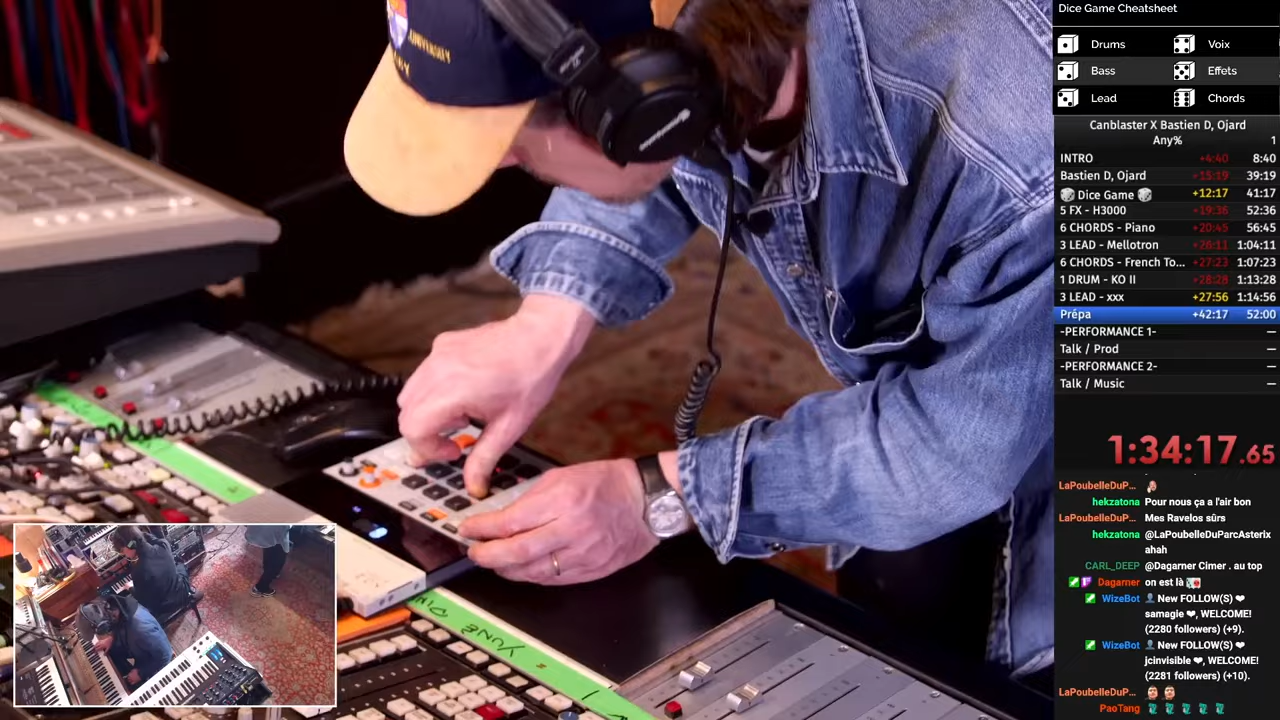 Dice Game Cheatsheet
Drums
Voix
Bass
Effets
Lead
Chords
Canblaster X Bastien D, Ojard
Any% 1
INTRO +4:40 8:40
Bastien D, Ojard +15:19 39:19
Dice Game +12:17 41:17
5 FX - H3000 +19:36 52:36
6 CHORDS - Piano +20:45 56:45
3 LEAD - Mellotron +26:11 1:04:11
6 CHORDS - French To... +27:23 1:07:23
1 DRUM - KO II +28:28 1:13:28
3 LEAD - xxx +27:56 1:14:56
Prépa +42:17 52:00
-PERFORMANCE 1- —
Talk / Prod —
-PERFORMANCE 2- —
Talk / Music —
1:34:17.65
LaPoubelleDuP...
hekzatona Pour nous ça a l'air bon
LaPoubelleDuP... Mes Ravelos sûrs
hekzatona @LaPoubelleDuParcAsterix
ahah
CARL_DEEP @Dagarner Cimer . au top
Dagarner on est là
WizeBot New FOLLOW(S) ❤
samagie ❤, WELCOME!
(2280 followers) (+9).
WizeBot New FOLLOW(S) ❤
jcinvisible ❤, WELCOME!
(2281 followers) (+10).
LaPoubelleDuP...
PaoTang